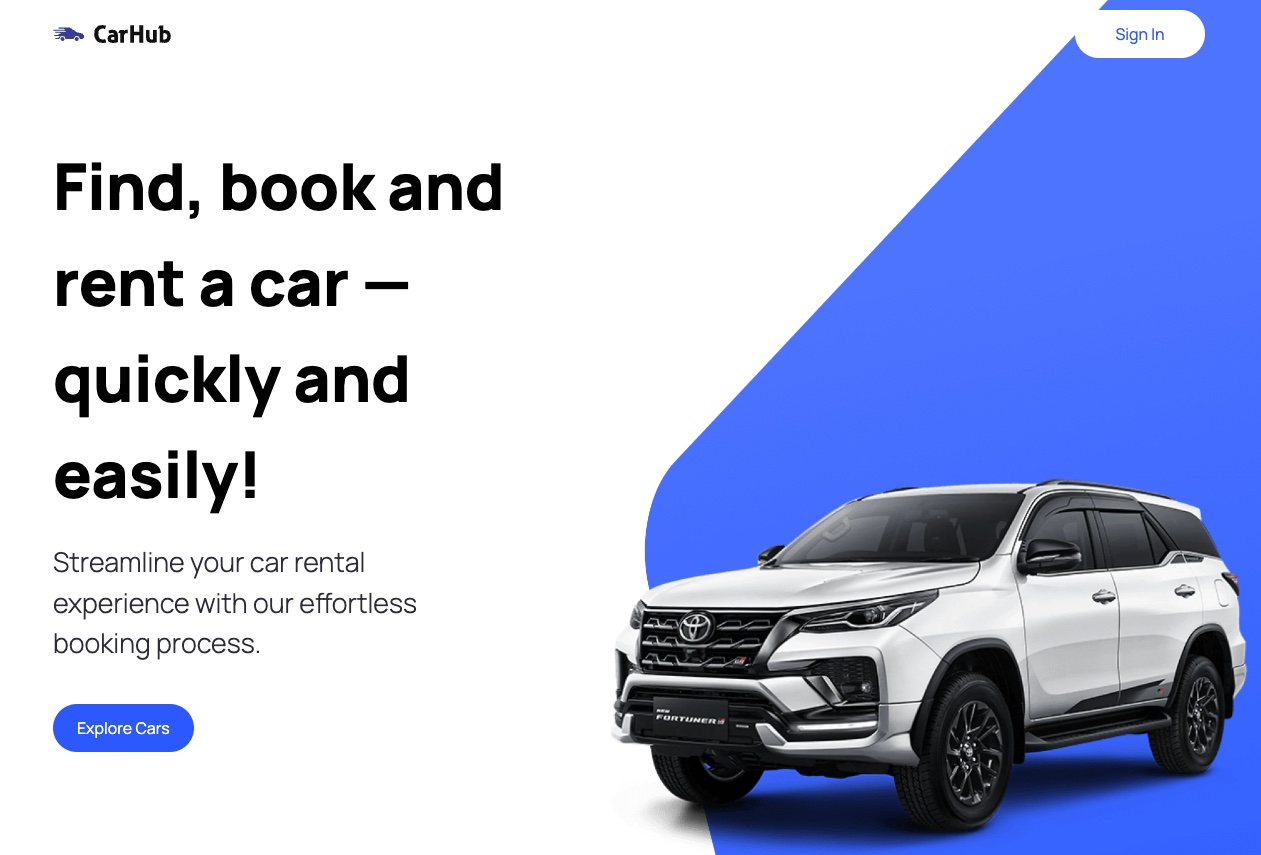 CarHub
Sign In
Find, book and
rent a car —
quickly and
easily!
Streamline your car rental
experience with our effortless
booking process.
Explore Cars
NEW
FORTUNER